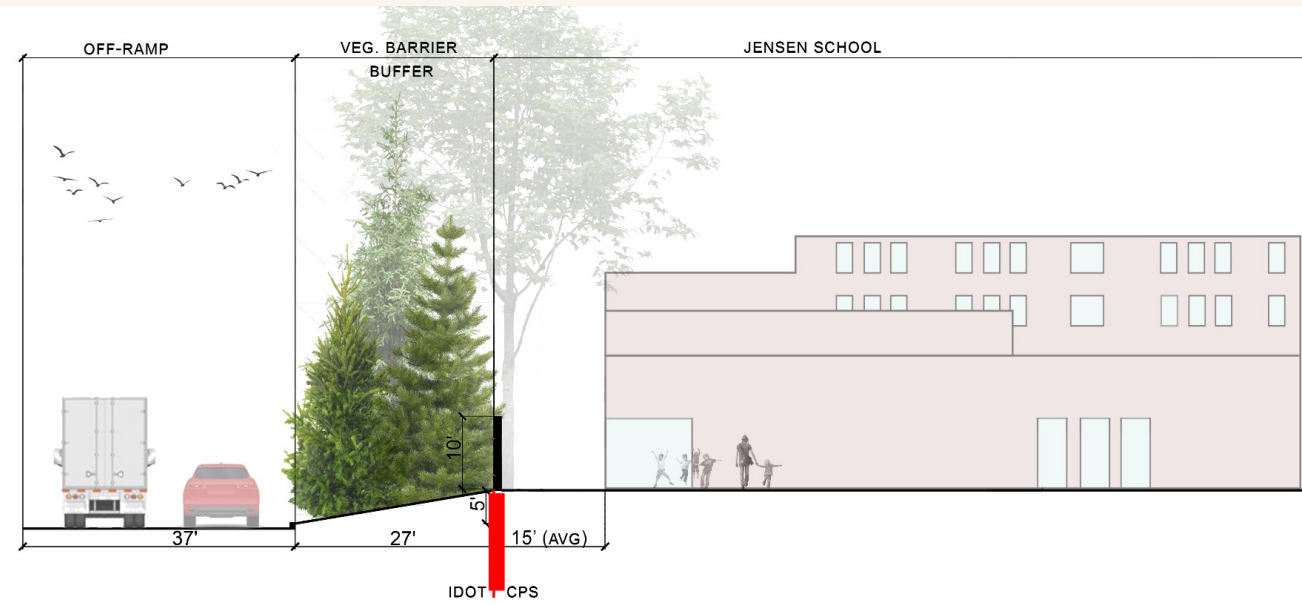 OFF-RAMP
VEG. BARRIER
BUFFER
JENSEN SCHOOL
10'
5'
37'
27'
15' (AVG)
IDOT CPS